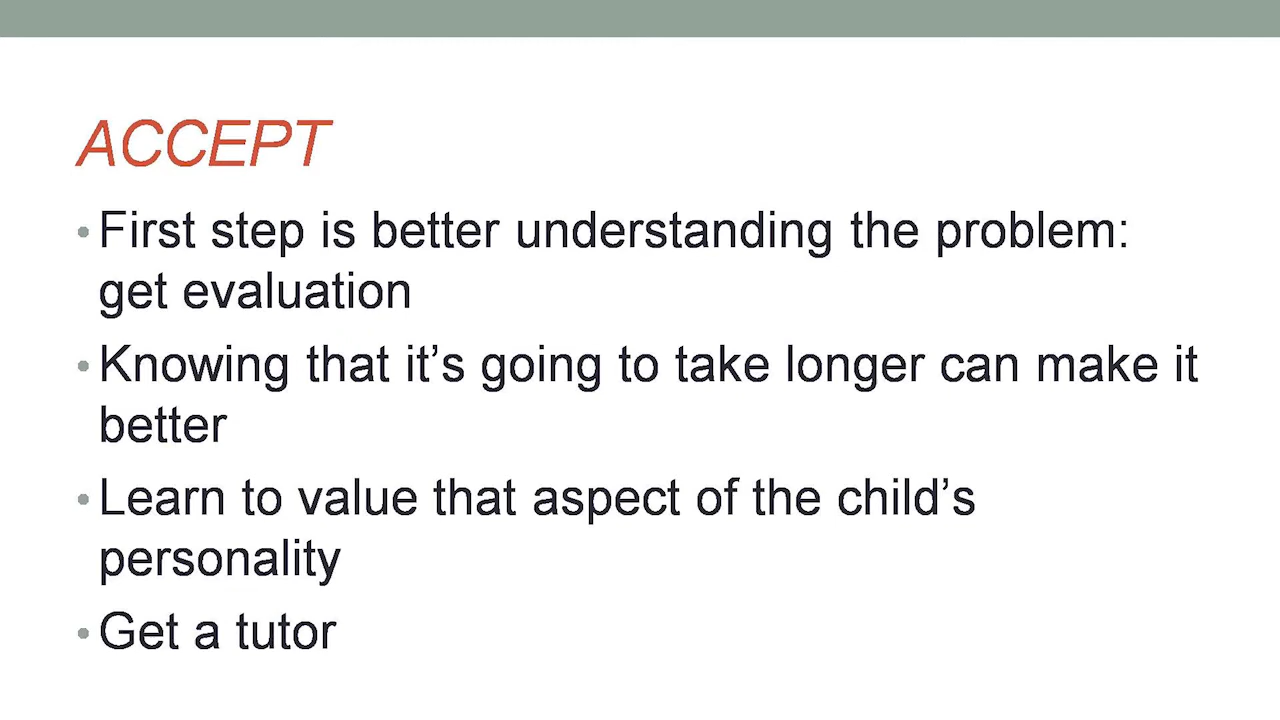 ACCEPT
• First step is better understanding the problem:
get evaluation
• Knowing that it’s going to take longer can make it
better
• Learn to value that aspect of the child’s
personality
• Get a tutor